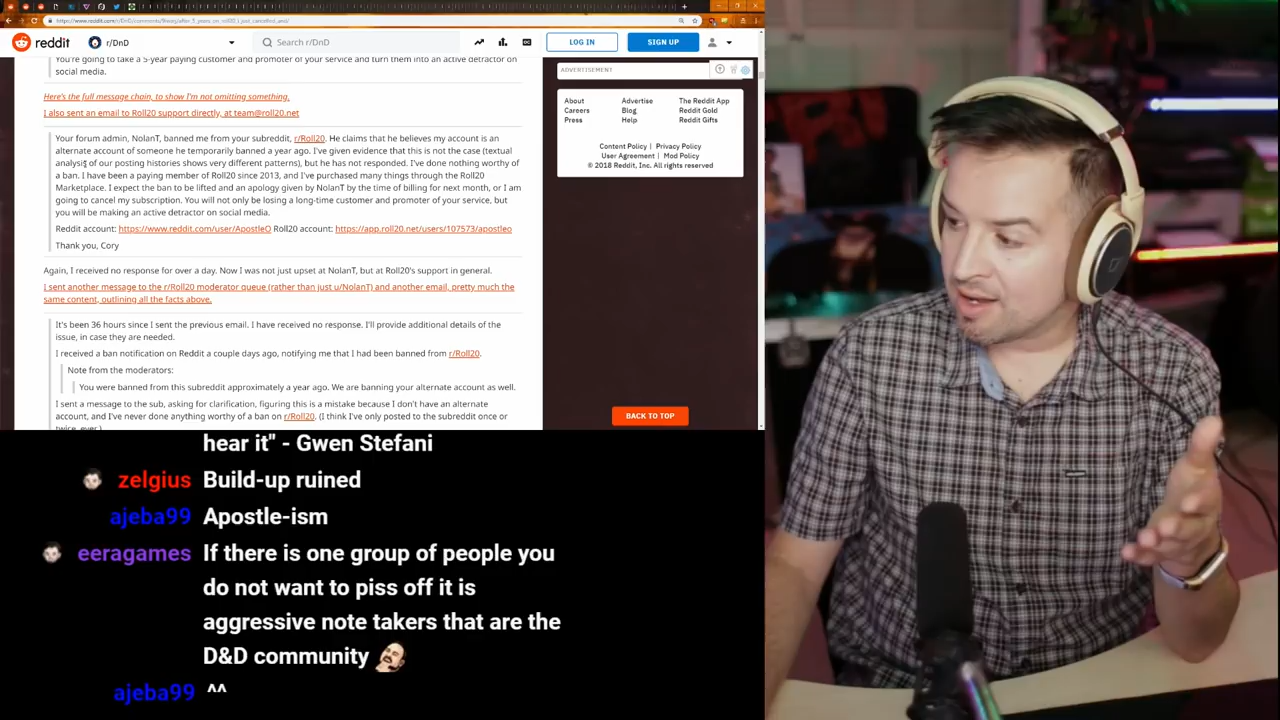 https://www.reddit.com/r/DnD/comments/9iwarj/after_5_years_on_roll20_i_just_cancelled_and/
reddit
r/DnD
Search r/DnD
LOG IN
SIGN UP
You're going to take a 5-year paying customer and promoter of your service and turn them into an active detractor on
social media.
Here's the full message chain, to show I'm not omitting something.
I also sent an email to Roll20 support directly, at team@roll20.net
Your forum admin, NolanT, banned me from your subreddit, r/Roll20. He claims that he believes my account is an
alternate account of someone he temporarily banned a year ago. I've given evidence that this is not the case (textual
analysis of our posting histories shows very different patterns), but he has not responded. I've done nothing worthy of
a ban. I have been a paying member of Roll20 since 2013, and I've purchased many things through the Roll20
Marketplace. I expect the ban to be lifted and an apology given by NolanT by the time of billing for next month, or I am
going to cancel my subscription. You will not only be losing a long-time customer and promoter of your service, but
you will be making an active detractor on social media.
Reddit account: https://www.reddit.com/user/ApostleO Roll20 account: https://app.roll20.net/users/107573/apostleo
Thank you, Cory
Again, I received no response for over a day. Now I was not just upset at NolanT, but at Roll20's support in general.
I sent another message to the r/Roll20 moderator queue (rather than just u/NolanT) and another email, pretty much the
same content, outlining all the facts above.
It's been 36 hours since I sent the previous email. I have received no response. I'll provide additional details of the
issue, in case they are needed.
I received a ban notification on Reddit a couple days ago, notifying me that I had been banned from r/Roll20.
Note from the moderators:
You were banned from this subreddit approximately a year ago. We are banning your alternate account as well.
I sent a message to the sub, asking for clarification, figuring this is a mistake because I don't have an alternate
account, and I've never done anything worthy of a ban on r/Roll20. (I think I've only posted to the subreddit once or
twice, ever.)
ADVERTISEMENT
About Advertise The Reddit App
Careers Blog Reddit Gold
Press Help Reddit Gifts
Content Policy | Privacy Policy
User Agreement | Mod Policy
© 2018 Reddit, Inc. All rights reserved
BACK TO TOP
hear it" - Gwen Stefani
zelgius Build-up ruined
ajeba99 Apostle-ism
eeragames If there is one group of people you
do not want to piss off it is
aggressive note takers that are the
D&D community
ajeba99 ^^